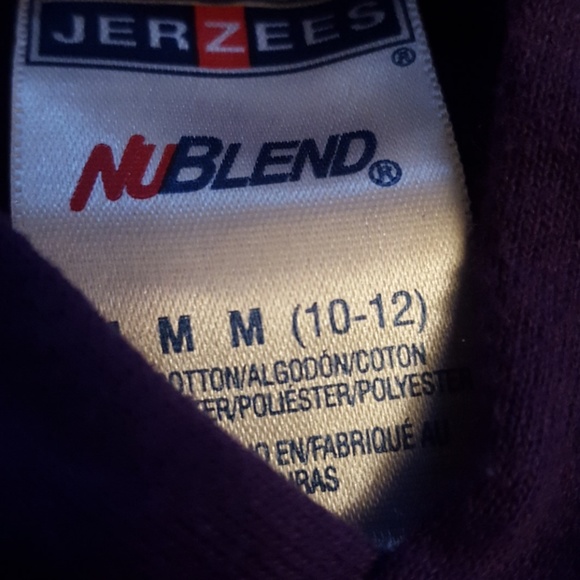 JERZEES®
NUBLEND®
M M (10-12)
OTTON/ALGODÓN/COTON
ER/POLIÉSTER/POLYESTER
O EN/FABRIQUÉ AU
URAS